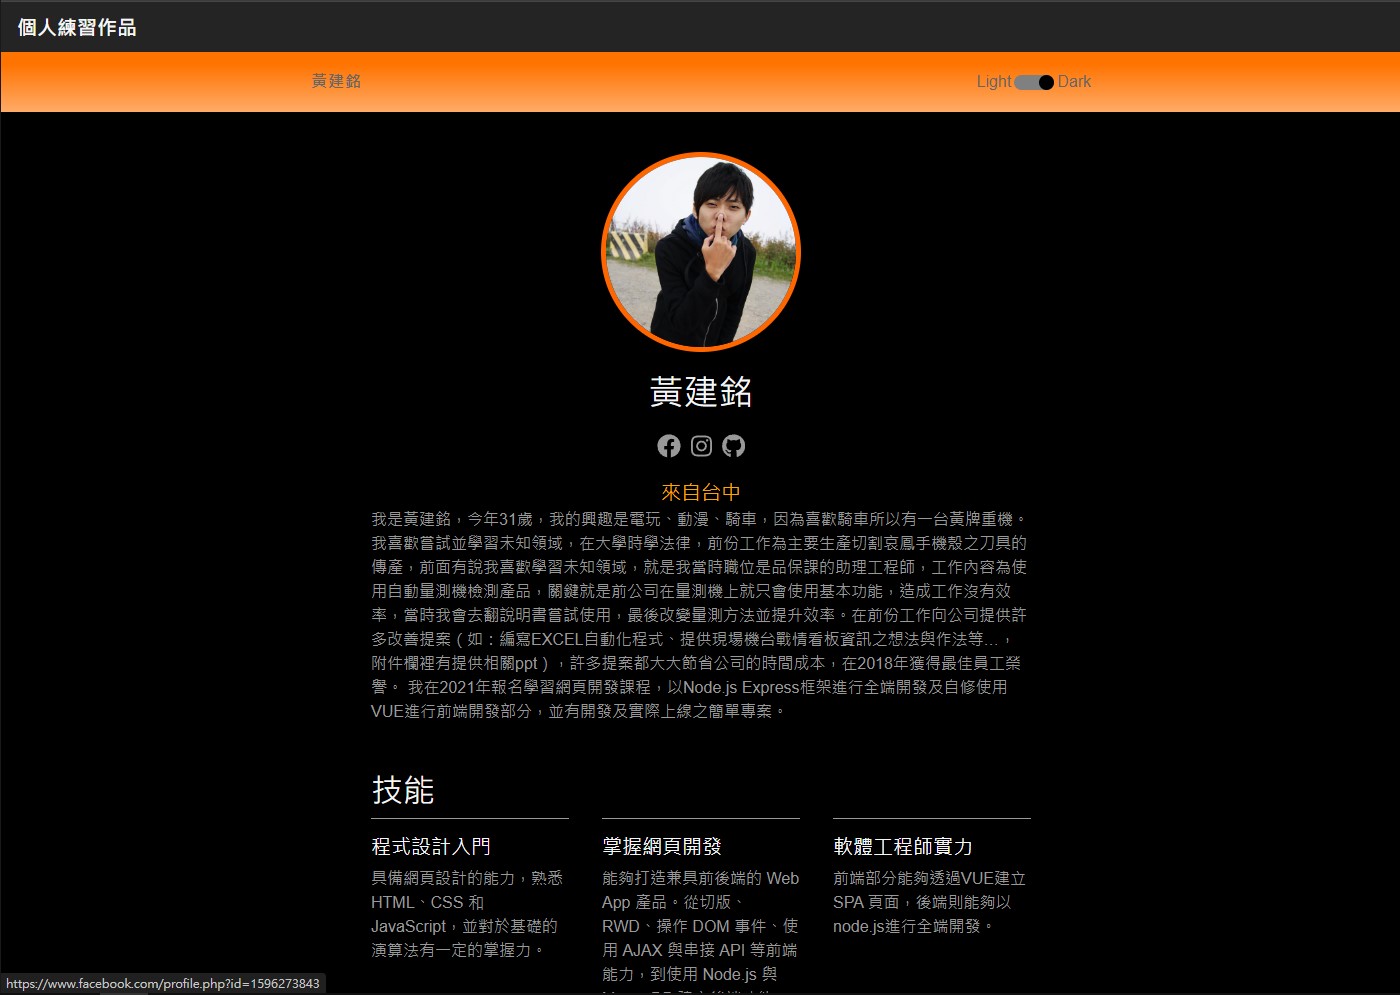 個人練習作品
黃建銘
Light Dark
黃建銘
來自台中
我是黃建銘，今年31歲，我的興趣是電玩、動漫、騎車，因為喜歡騎車所以有一台黃牌重機。
我喜歡嘗試並學習未知領域，在大學時學法律，前份工作為主要生產切割哀鳳手機殼之刀具的
傳產，前面有說我喜歡學習未知領域，就是我當時職位是品保課的助理工程師，工作內容為使
用自動量測機檢測產品，關鍵就是前公司在量測機上就只會使用基本功能，造成工作沒有效
率，當時我會去翻說明書嘗試使用，最後改變量測方法並提升效率。在前份工作向公司提供許
多改善提案（如：編寫EXCEL自動化程式、提供現場機台戰情看板資訊之想法與作法等...，
附件欄裡有提供相關ppt），許多提案都大大節省公司的時間成本，在2018年獲得最佳員工榮
譽。 我在2021年報名學習網頁開發課程，以Node.js Express框架進行全端開發及自修使用
VUE進行前端開發部分，並有開發及實際上線之簡單專案。
技能
程式設計入門
具備網頁設計的能力，熟悉
HTML、CSS 和
JavaScript，並對於基礎的
演算法有一定的掌握力。
掌握網頁開發
能夠打造兼具前後端的 Web
App 產品。從切版、
RWD、操作 DOM 事件、使
用 AJAX 與串接 API 等前端
能力，到使用 Node.js 與
軟體工程師實力
前端部分能夠透過VUE建立
SPA 頁面，後端則能夠以
node.js進行全端開發。
https://www.facebook.com/profile.php?id=1596273843